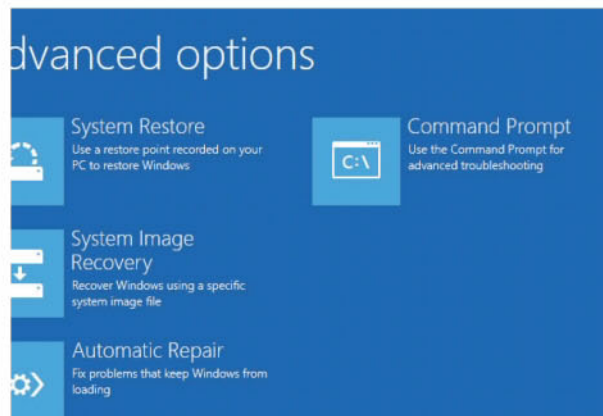 dvanced options
System Restore
Use a restore point recorded on your
PC to restore Windows
C:\
Command Prompt
Use the Command Prompt for
advanced troubleshooting
System Image
Recovery
Recover Windows using a specific
system image file
Automatic Repair
Fix problems that keep Windows from
loading